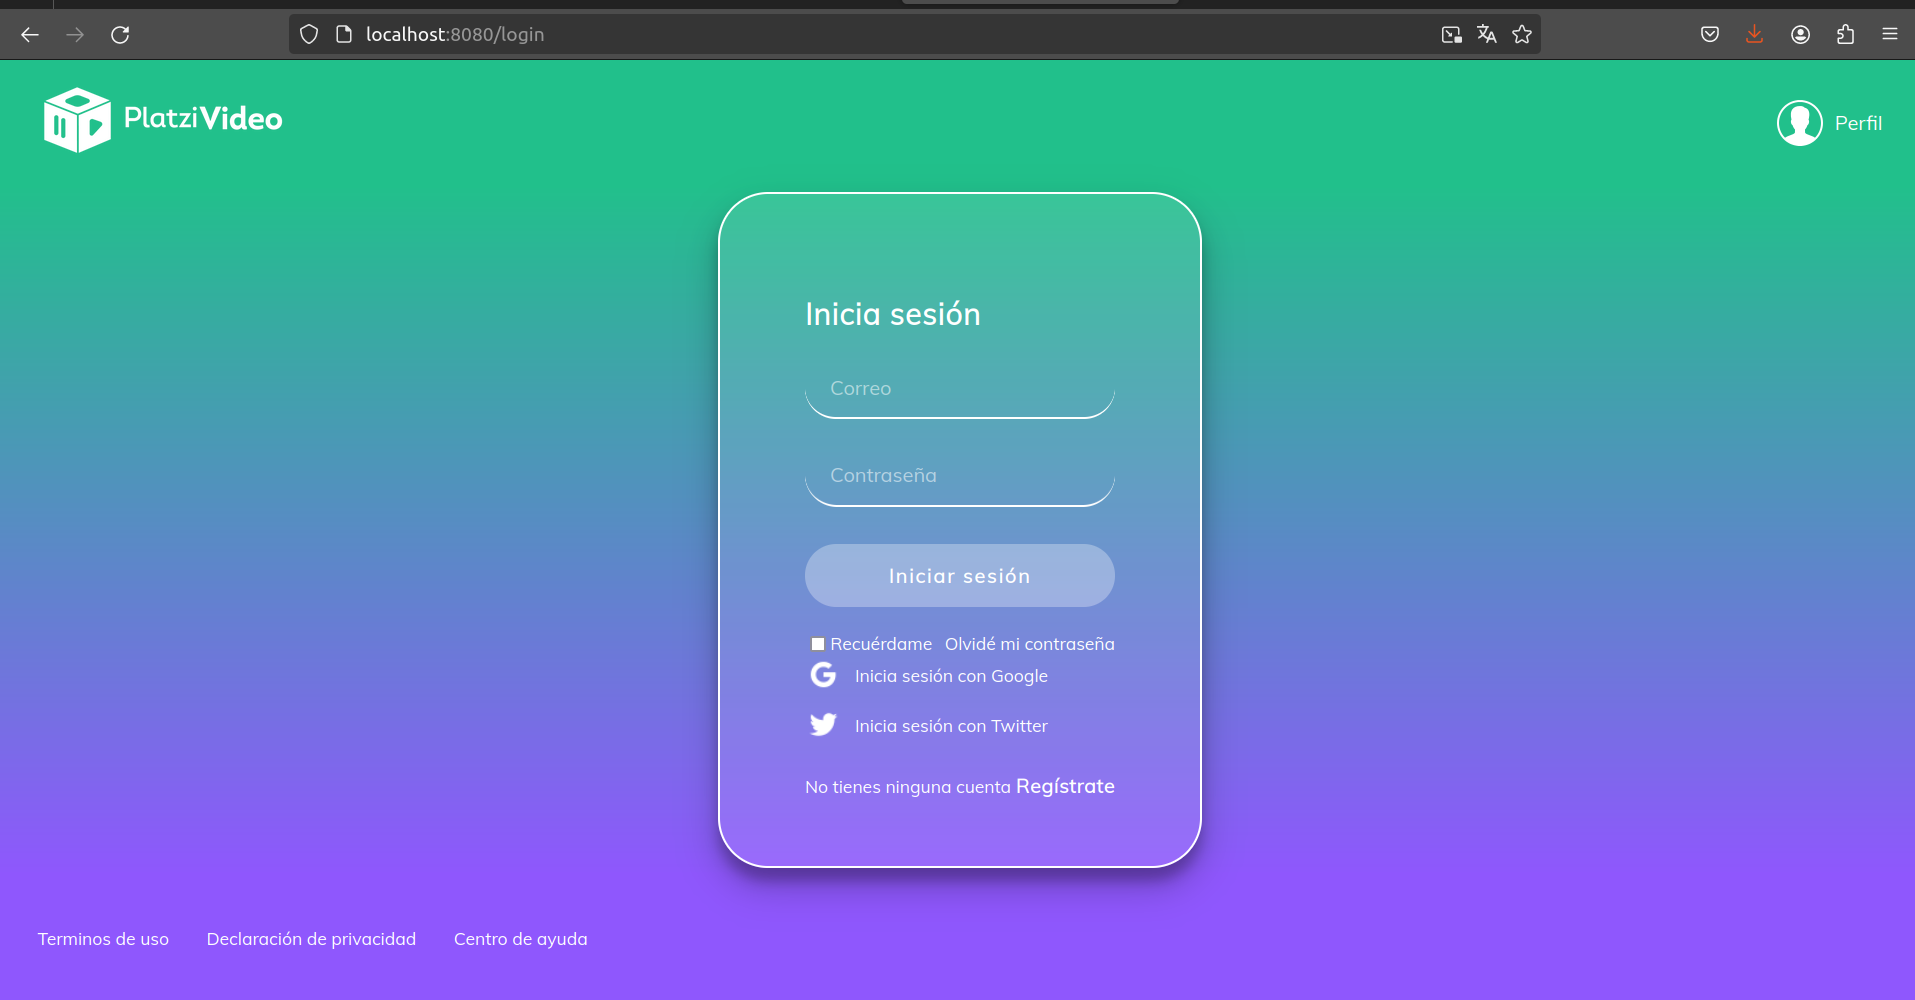 localhost:8080/login
PlatziVideo
Perfil
Inicia sesión
Correo
Contraseña
Iniciar sesión
Recuérdame Olvidé mi contraseña
Inicia sesión con Google
Inicia sesión con Twitter
No tienes ninguna cuenta Regístrate
Terminos de uso Declaración de privacidad Centro de ayuda